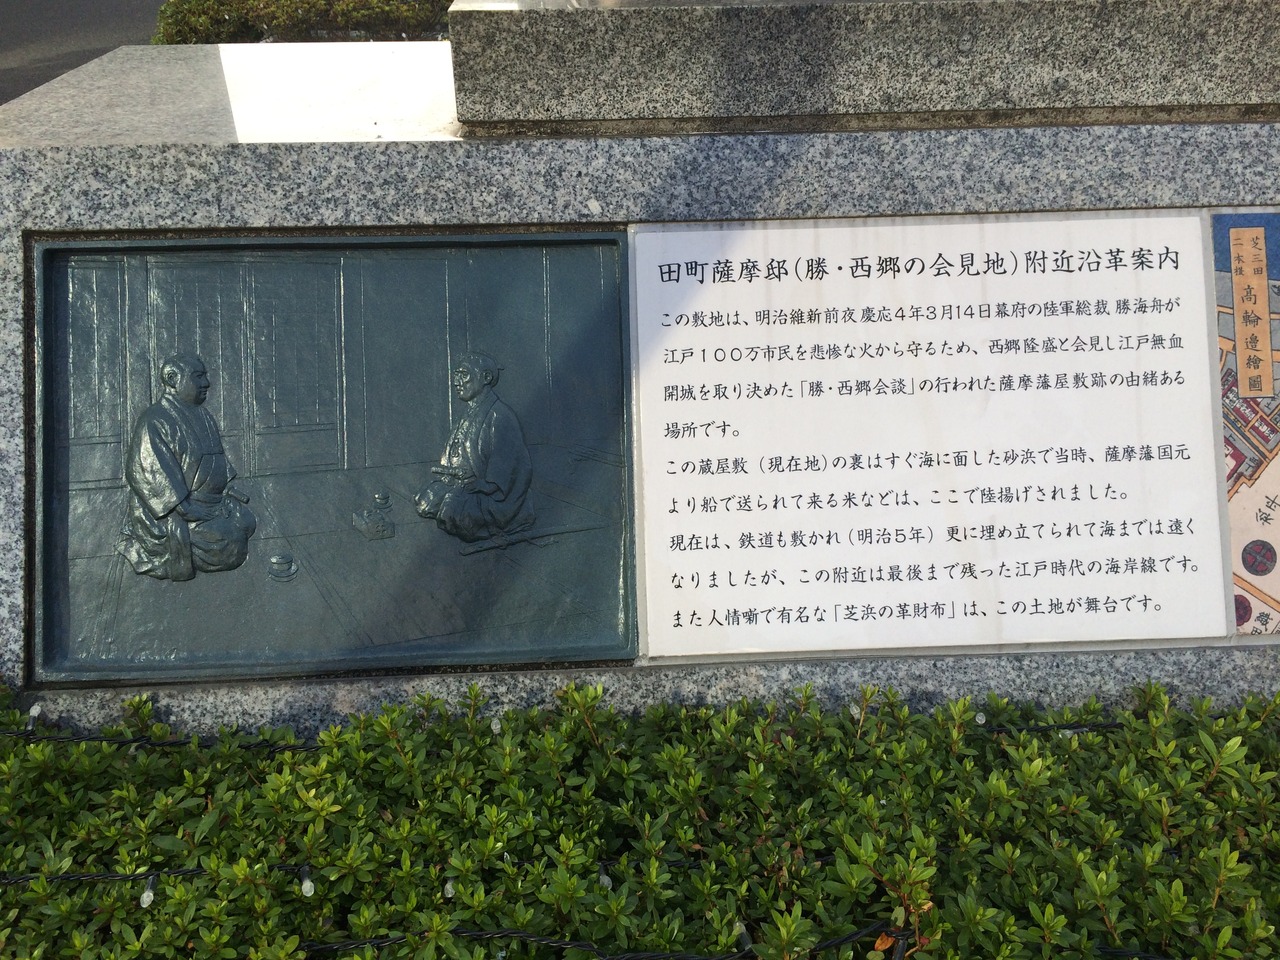 田町薩摩邸(勝・西郷の会見地)附近沿革案内
この敷地は、明治維新前夜慶応4年3月14日幕府の陸軍総裁 勝海舟が
江戸100万市民を悲惨な火から守るため、西郷隆盛と会見し江戸無血
開城を取り決めた「勝・西郷会談」の行われた薩摩藩屋敷跡の由緒ある
場所です。
この蔵屋敷(現在地)の裏はすぐ海に面した砂浜で当時、薩摩藩国元
より船で送られて来る米などは、ここで陸揚げされました。
現在は、鉄道も敷かれ(明治5年)更に埋め立てられて海までは遠く
なりましたが、この附近は最後まで残った江戸時代の海岸線です。
また人情噺で有名な「芝浜の革財布」は、この土地が舞台です。
芝三田
二本榎
高輪邊繪圖